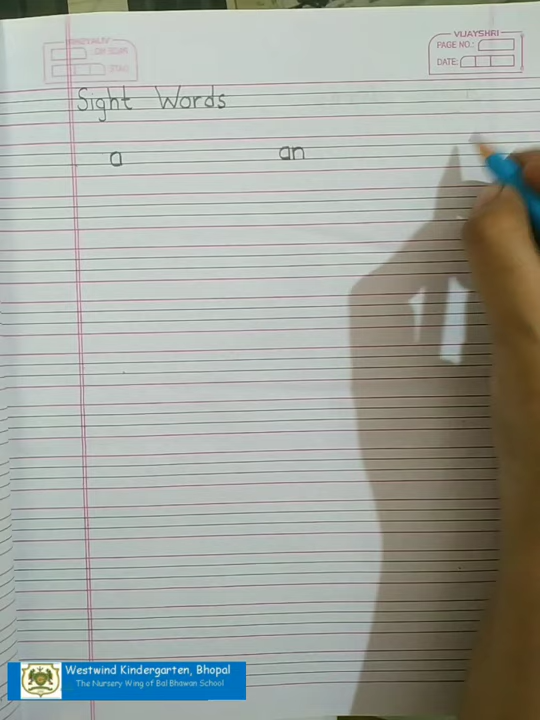 VIJAYSHRI
PAGE NO.:
DATE:
Sight Words
a an
Westwind Kindergarten, Bhopal
The Nursery Wing of Bal Bhawan School